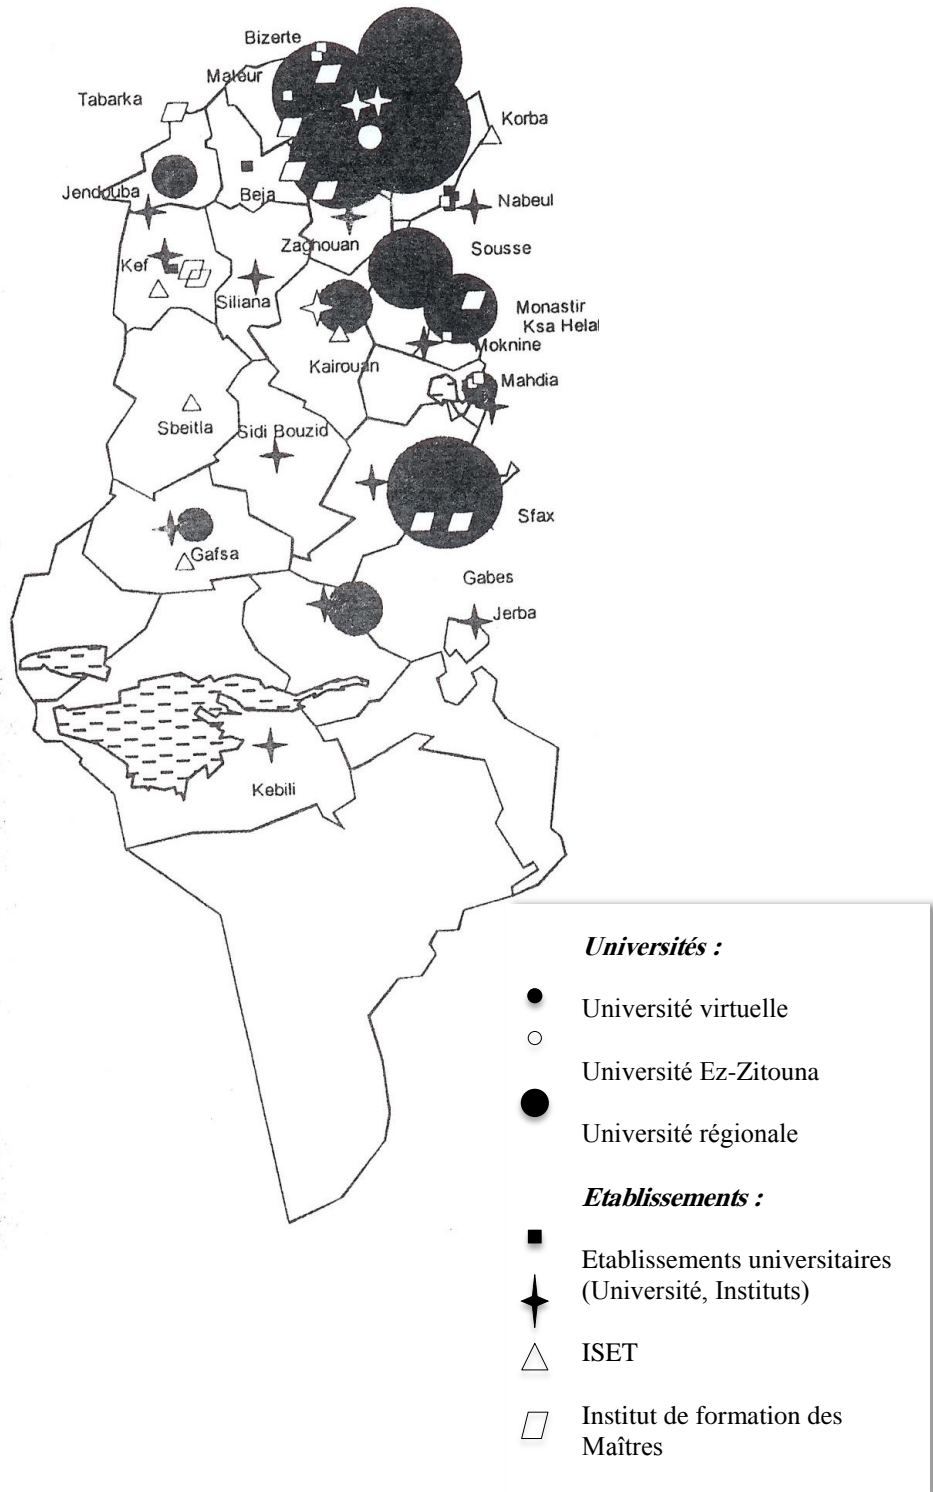 Bizerte
Mateur
Tabarka
Korba
Jendouba
Beja
Nabeul
Zaghouan
Sousse
Kef
Siliana
Monastir
Ksa Helal
Moknine
Kairouan
Mahdia
Sbeitla
Sidi Bouzid
Sfax
Gafsa
Gabes
Jerba
Kebili
Universités :
Université virtuelle
Université Ez-Zitouna
Université régionale
Etablissements :
Etablissements universitaires
(Université, Instituts)
ISET
Institut de formation des
Maîtres